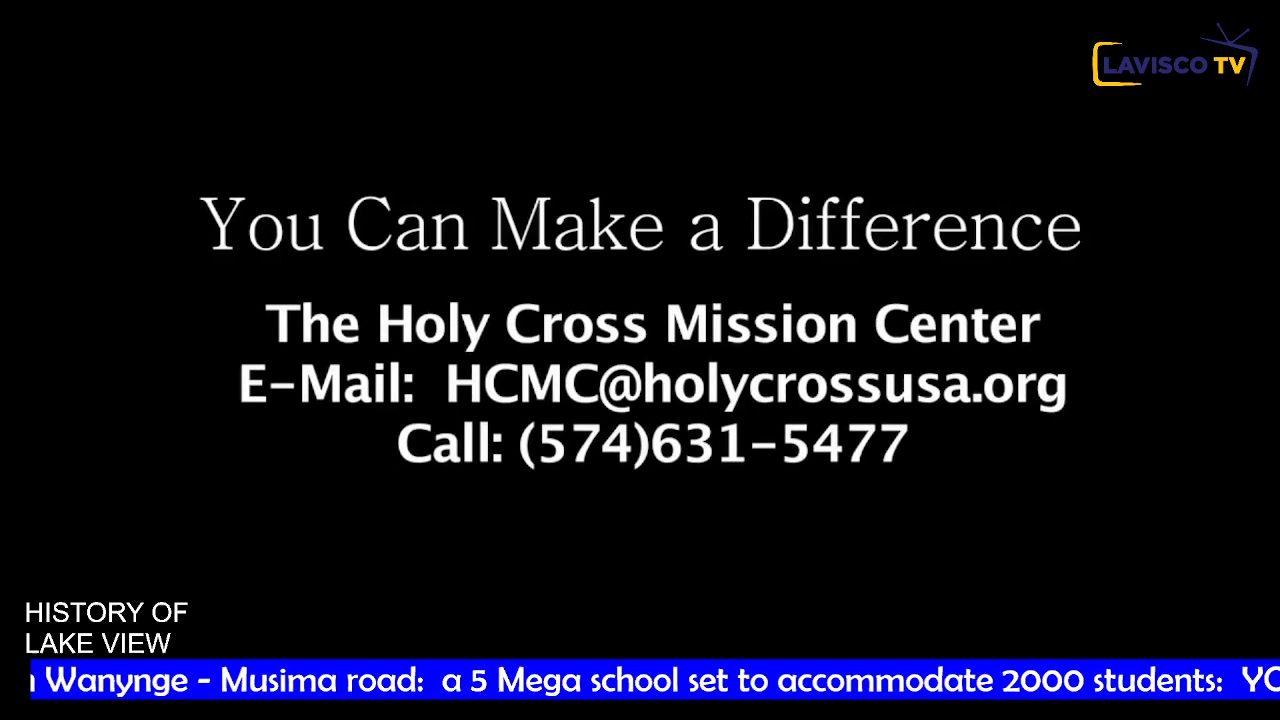 LAVISCO TV
You Can Make a Difference
The Holy Cross Mission Center
E-Mail: HCMC@holycrossusa.org
Call: (574)631-5477
HISTORY OF
LAKE VIEW
Wanynge - Musima road: a 5 Mega school set to accommodate 2000 students: